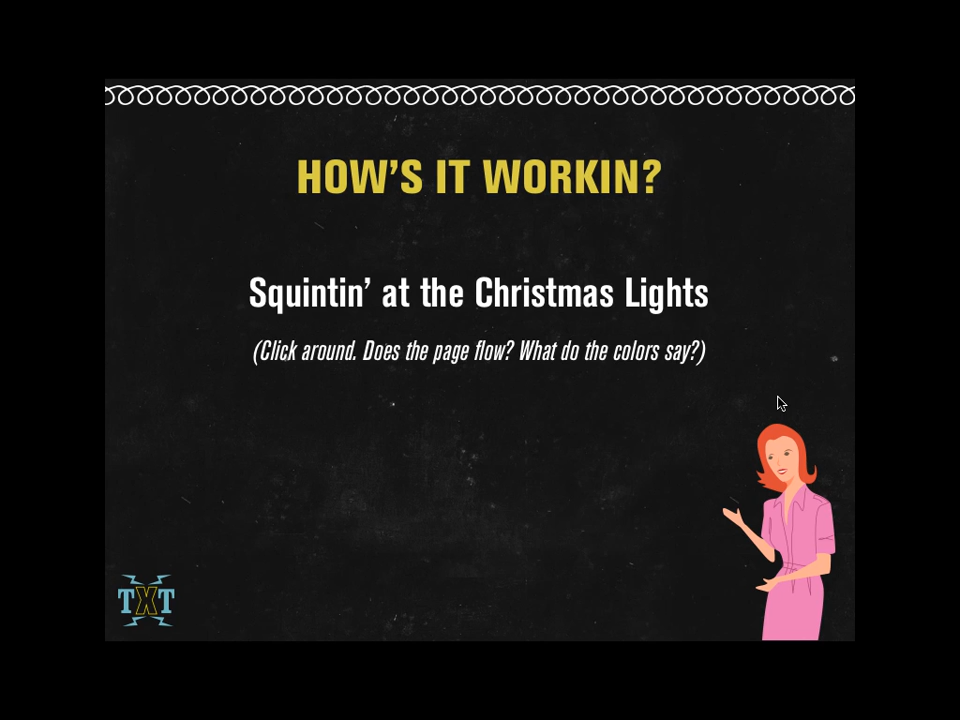 HOW'S IT WORKIN?
Squintin' at the Christmas Lights
(Click around. Does the page flow? What do the colors say?)
TXT